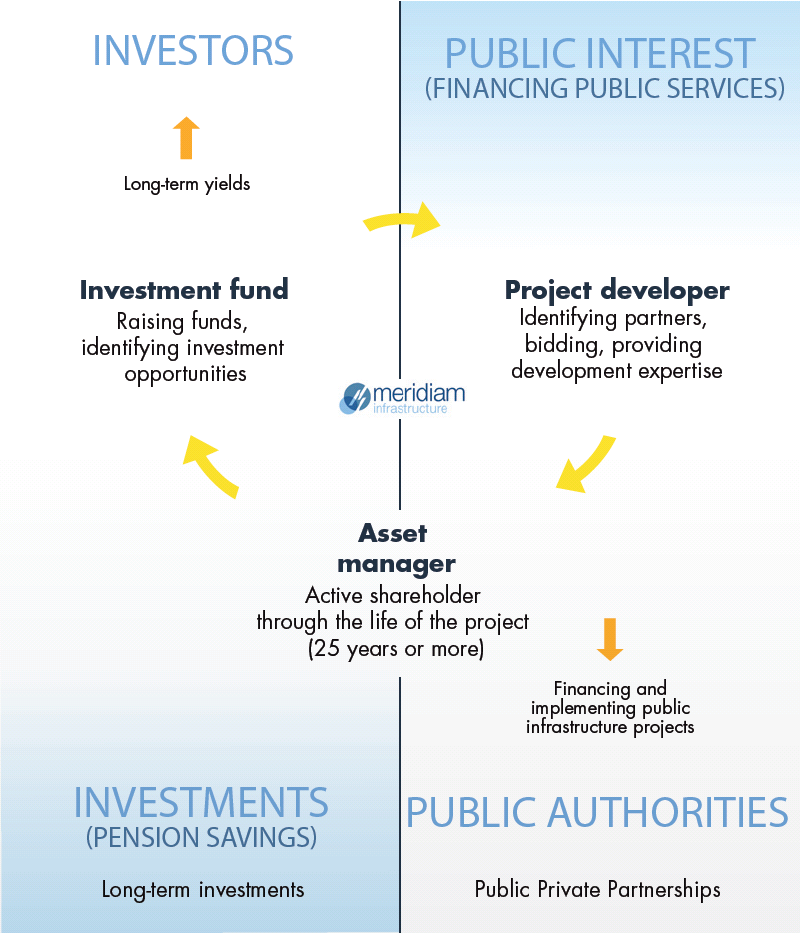 INVESTORS
Long-term yields
Investment fund
Raising funds,
identifying investment
opportunities
PUBLIC INTEREST
(FINANCING PUBLIC SERVICES)
Project developer
Identifying partners,
bidding, providing
development expertise
meridiam
infrastructure
Asset
manager
Active shareholder
through the life of the project
(25 years or more)
Financing and
implementing public
infrastructure projects
INVESTMENTS
(PENSION SAVINGS)
Long-term investments
PUBLIC AUTHORITIES
Public Private Partnerships